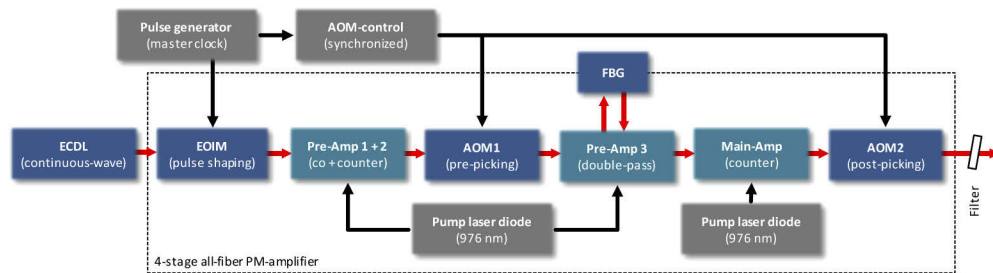 Pulse generator
(master clock)
AOM-control
(synchronized)
FBG
ECDL
(continuous-wave)
EOIM
(pulse shaping)
Pre-Amp 1 + 2
(co + counter)
AOM1
(pre-picking)
Pre-Amp 3
(double-pass)
Main-Amp
(counter)
AOM2
(post-picking)
Filter
Pump laser diode
(976 nm)
Pump laser diode
(976 nm)
4-stage all-fiber PM-amplifier